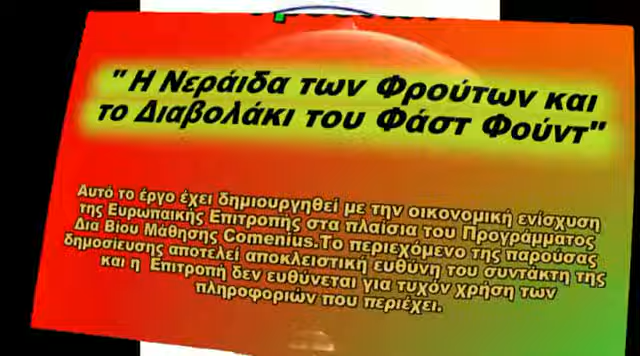 "Η Νεράιδα των Φρούτων και
το Διαβολάκι του Φάστ Φούντ"
Αυτό το έργο έχει δημιουργηθεί με την οικονομική ενίσχυση
της Ευρωπαικής Επιτροπής στα πλαίσια του Προγράμματος
Δια Βίου Μάθησης Comenius.Το περιεχόμενο της παρούσας
δημοσίευσης αποτελεί αποκλειστική ευθύνη του συντάκτη της
και η Επιτροπή δεν ευθύνεται για τυχόν χρήση των
πληροφοριών που περιέχει.